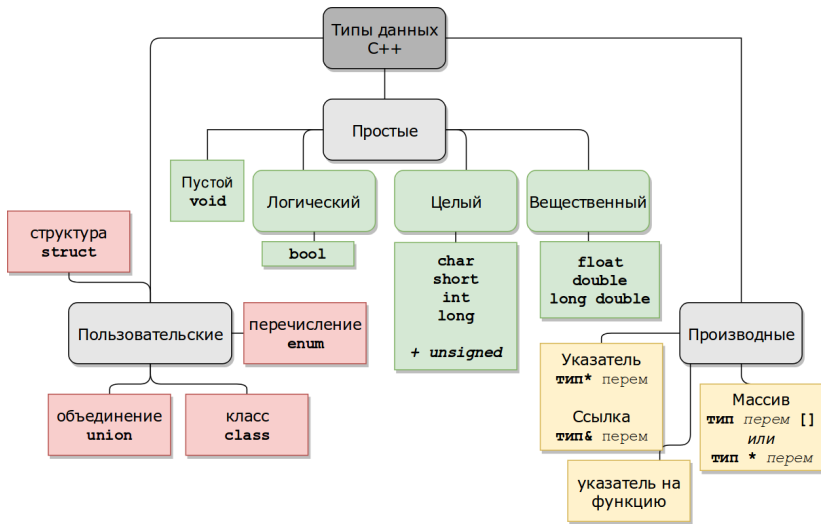 Типы данных
C++
Простые
Пустой
void
Логический
bool
Целый
char
short
int
long
+ unsigned
Вещественный
float
double
long double
структура
struct
Пользовательские
перечисление
enum
объединение
union
класс
class
Производные
Указатель
тип* перем
Ссылка
тип& перем
указатель на
функцию
Массив
тип перем []
или
тип * перем